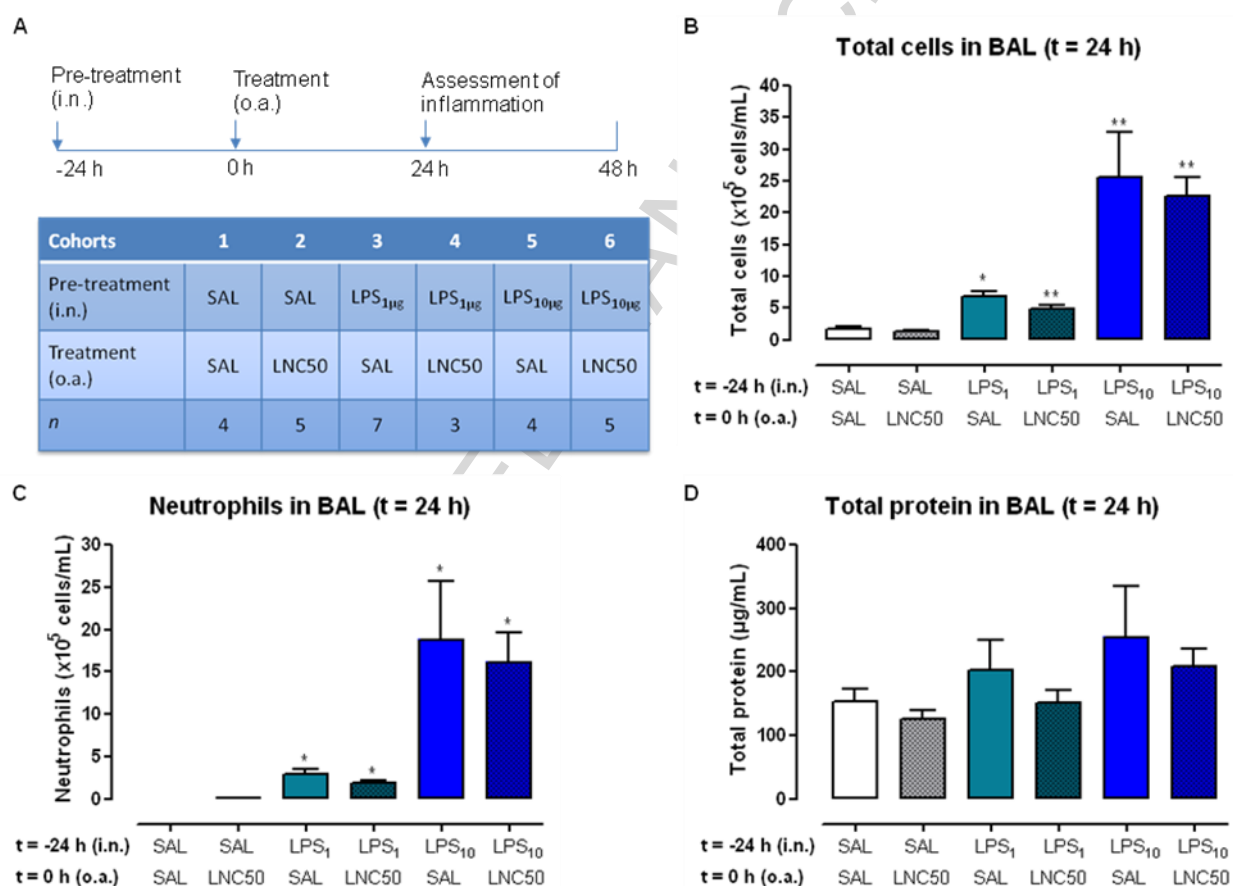 A
Pre-treatment
(i.n.)
Treatment
(o.a.)
Assessment of
inflammation
-24 h
0 h
24 h
48 h
Cohorts 1 2 3 4 5 6
Pre-treatment
(i.n.)
SAL SAL LPS1µg LPS1µg LPS10µg LPS10µg
Treatment
(o.a.)
SAL LNC50 SAL LNC50 SAL LNC50
n 4 5 7 3 4 5
B
Total cells in BAL (t = 24 h)
Total cells (x10^5 cells/mL)
40
35
30
25
20
15
10
5
0
* ** ** **
t = -24 h (i.n.) SAL SAL LPS1 LPS1 LPS10 LPS10
t = 0 h (o.a.) SAL LNC50 SAL LNC50 SAL LNC50
C
Neutrophils in BAL (t = 24 h)
Neutrophils (x10^5 cells/mL)
30
25
20
15
10
5
0
* * * *
t = -24 h (i.n.) SAL SAL LPS1 LPS1 LPS10 LPS10
t = 0 h (o.a.) SAL LNC50 SAL LNC50 SAL LNC50
D
Total protein in BAL (t = 24 h)
Total protein (µg/mL)
400
300
200
100
0
t = -24 h (i.n.) SAL SAL LPS1 LPS1 LPS10 LPS10
t = 0 h (o.a.) SAL LNC50 SAL LNC50 SAL LNC50